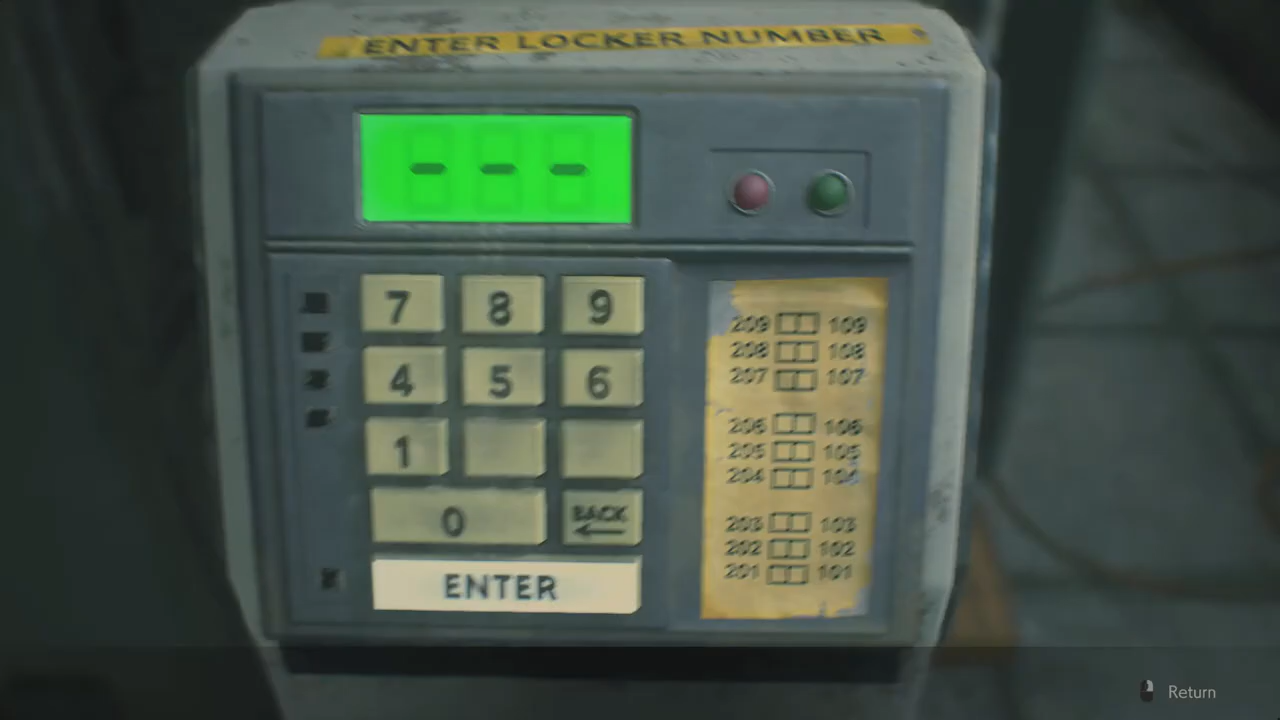 ENTER LOCKER NUMBER
- - -
7 8 9
4 5 6
1
0 BACK
ENTER
209 109
208 108
207 107
206 106
205 105
204 104
203 103
202 102
201 101
Return